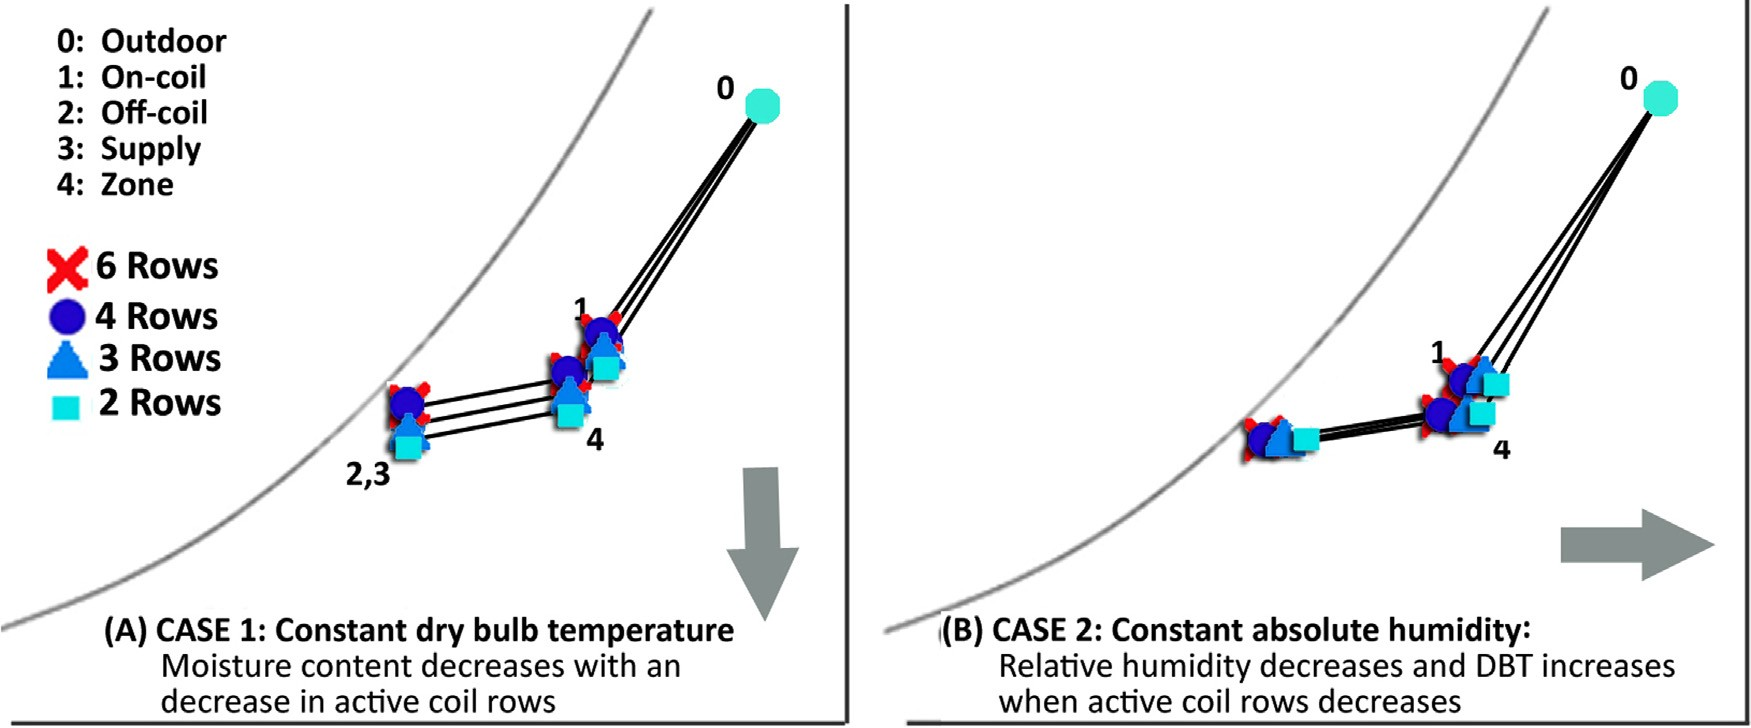 0: Outdoor
1: On-coil
2: Off-coil
3: Supply
4: Zone
6 Rows
4 Rows
3 Rows
2 Rows
0
1
4
2,3
(A) CASE 1: Constant dry bulb temperature
Moisture content decreases with an
decrease in active coil rows
0
1
4
(B) CASE 2: Constant absolute humidity:
Relative humidity decreases and DBT increases
when active coil rows decreases